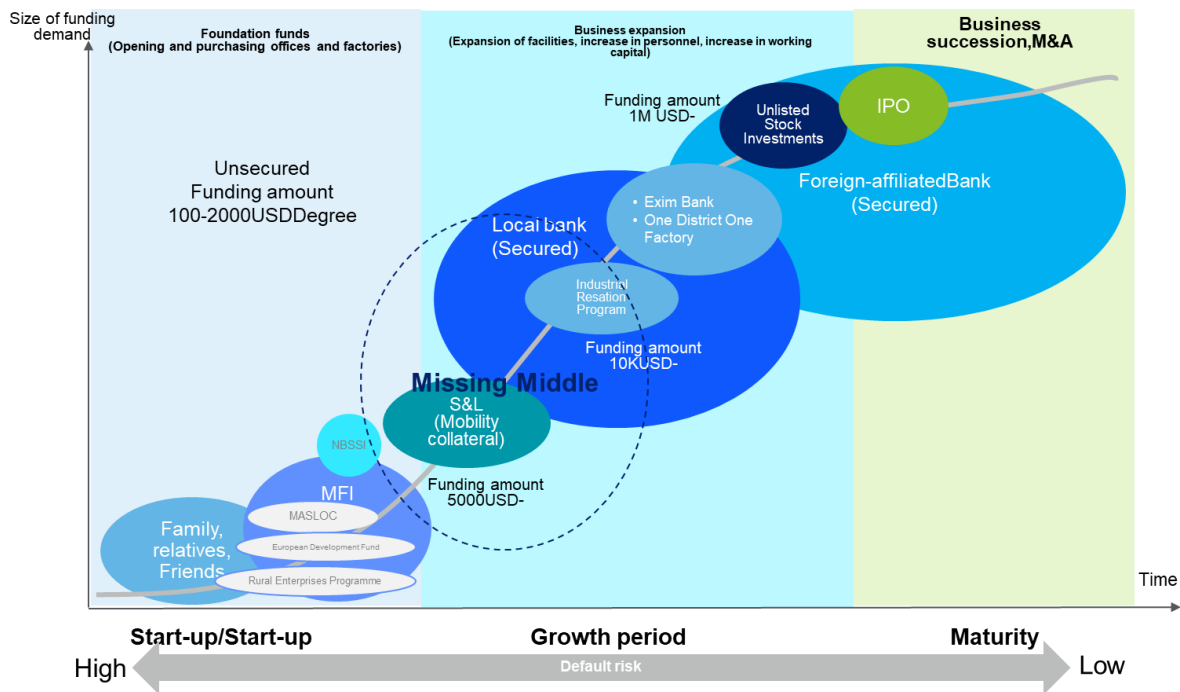 Size of funding
demand
Foundation funds
(Opening and purchasing offices and factories)
Business expansion
(Expansion of facilities, increase in personnel, increase in working
capital)
Business
succession,M&A
Unsecured
Funding amount
100-2000USDDegree
Funding amount
1M USD-
Unlisted
Stock
Investments
IPO
Foreign-affiliatedBank
(Secured)
• Exim Bank
• One District One
Factory
Local bank
(Secured)
Industrial
Resation
Program
Funding amount
10KUSD-
Missing Middle
S&L
(Mobility
collateral)
Funding amount
5000USD-
NBSSI
MFI
MASLOC
European Development Fund
Rural Enterprises Programme
Family,
relatives,
Friends
Time
Start-up/Start-up
Growth period
Maturity
High
Default risk
Low